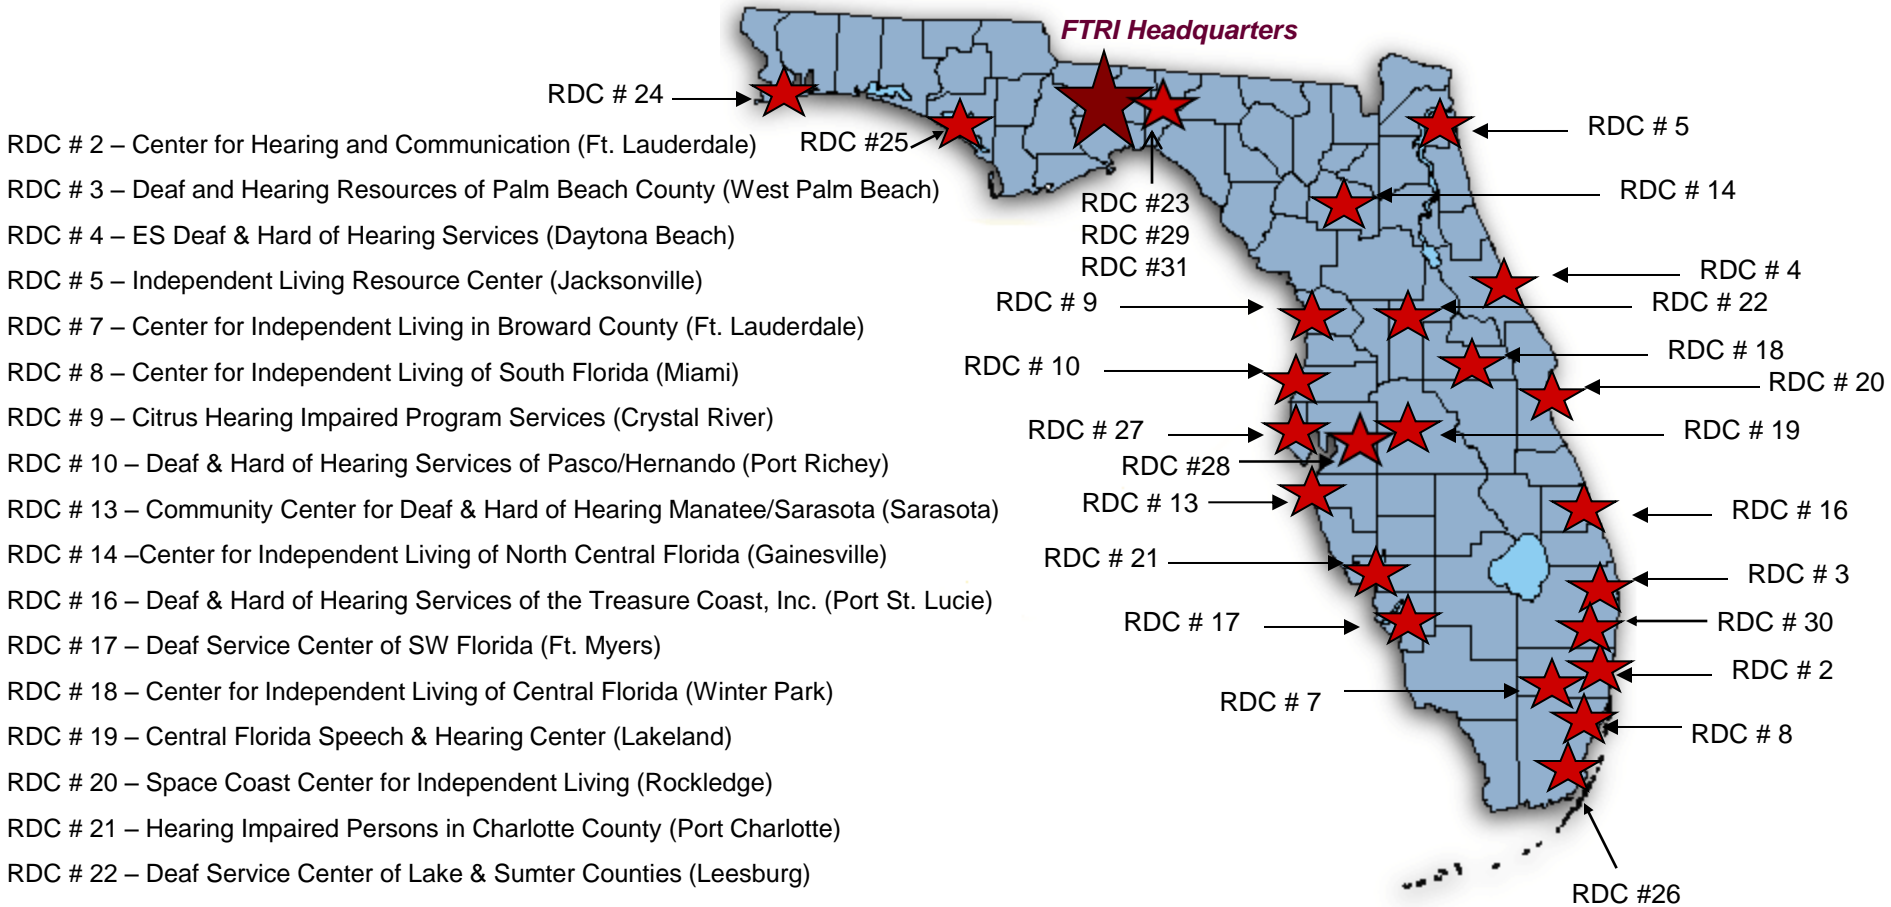 FTRI Headquarters
RDC # 24
RDC # 2 – Center for Hearing and Communication (Ft. Lauderdale)
RDC #25
RDC # 5
RDC # 3 – Deaf and Hearing Resources of Palm Beach County (West Palm Beach)
RDC #23
RDC #29
RDC #31
RDC # 14
RDC # 4 – ES Deaf & Hard of Hearing Services (Daytona Beach)
RDC # 5 – Independent Living Resource Center (Jacksonville)
RDC # 4
RDC # 9
RDC # 22
RDC # 7 – Center for Independent Living in Broward County (Ft. Lauderdale)
RDC # 18
RDC # 8 – Center for Independent Living of South Florida (Miami)
RDC # 10
RDC # 20
RDC # 9 – Citrus Hearing Impaired Program Services (Crystal River)
RDC # 27
RDC # 19
RDC # 10 – Deaf & Hard of Hearing Services of Pasco/Hernando (Port Richey)
RDC #28
RDC # 13 – Community Center for Deaf & Hard of Hearing Manatee/Sarasota (Sarasota)
RDC # 13
RDC # 16
RDC # 14 –Center for Independent Living of North Central Florida (Gainesville)
RDC # 21
RDC # 3
RDC # 16 – Deaf & Hard of Hearing Services of the Treasure Coast, Inc. (Port St. Lucie)
RDC # 17
RDC # 30
RDC # 17 – Deaf Service Center of SW Florida (Ft. Myers)
RDC # 2
RDC # 18 – Center for Independent Living of Central Florida (Winter Park)
RDC # 7
RDC # 19 – Central Florida Speech & Hearing Center (Lakeland)
RDC # 8
RDC # 20 – Space Coast Center for Independent Living (Rockledge)
RDC # 21 – Hearing Impaired Persons in Charlotte County (Port Charlotte)
RDC # 22 – Deaf Service Center of Lake & Sumter Counties (Leesburg)
RDC #26